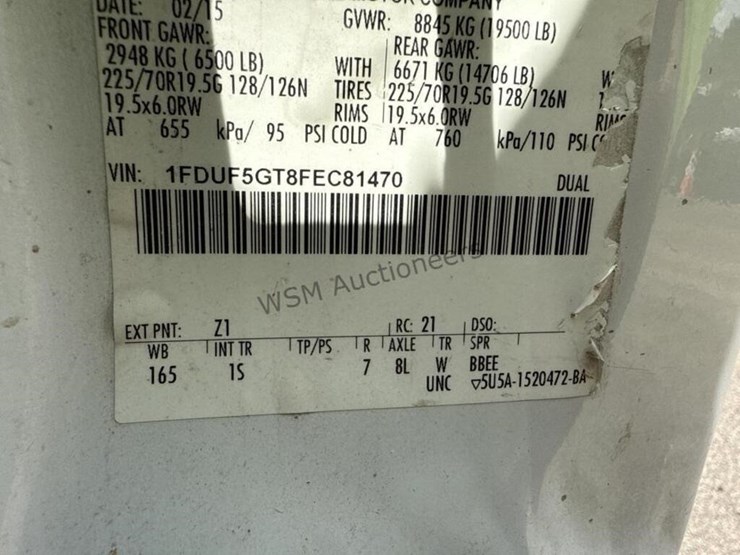 DATE: 02/15 GVWR: 8845 KG (19500 LB)
FRONT GAWR: REAR GAWR:
2948 KG ( 6500 LB) WITH 6671 KG (14706 LB)
225/70R19.5G 128/126N TIRES 225/70R19.5G 128/126N
19.5x6.0RW RIMS 19.5x6.0RW
AT 655 kPa/ 95 PSI COLD AT 760 kPa/110 PSI
VIN: 1FDUF5GT8FEC81470 DUAL
WSM Auctioneers
EXT PNT: Z1 RC: 21 DSO:
WB INT TR TP/PS R AXLE TR SPR
165 1S 7 8L W BBEE
UNC ▽5U5A-1520472-BA